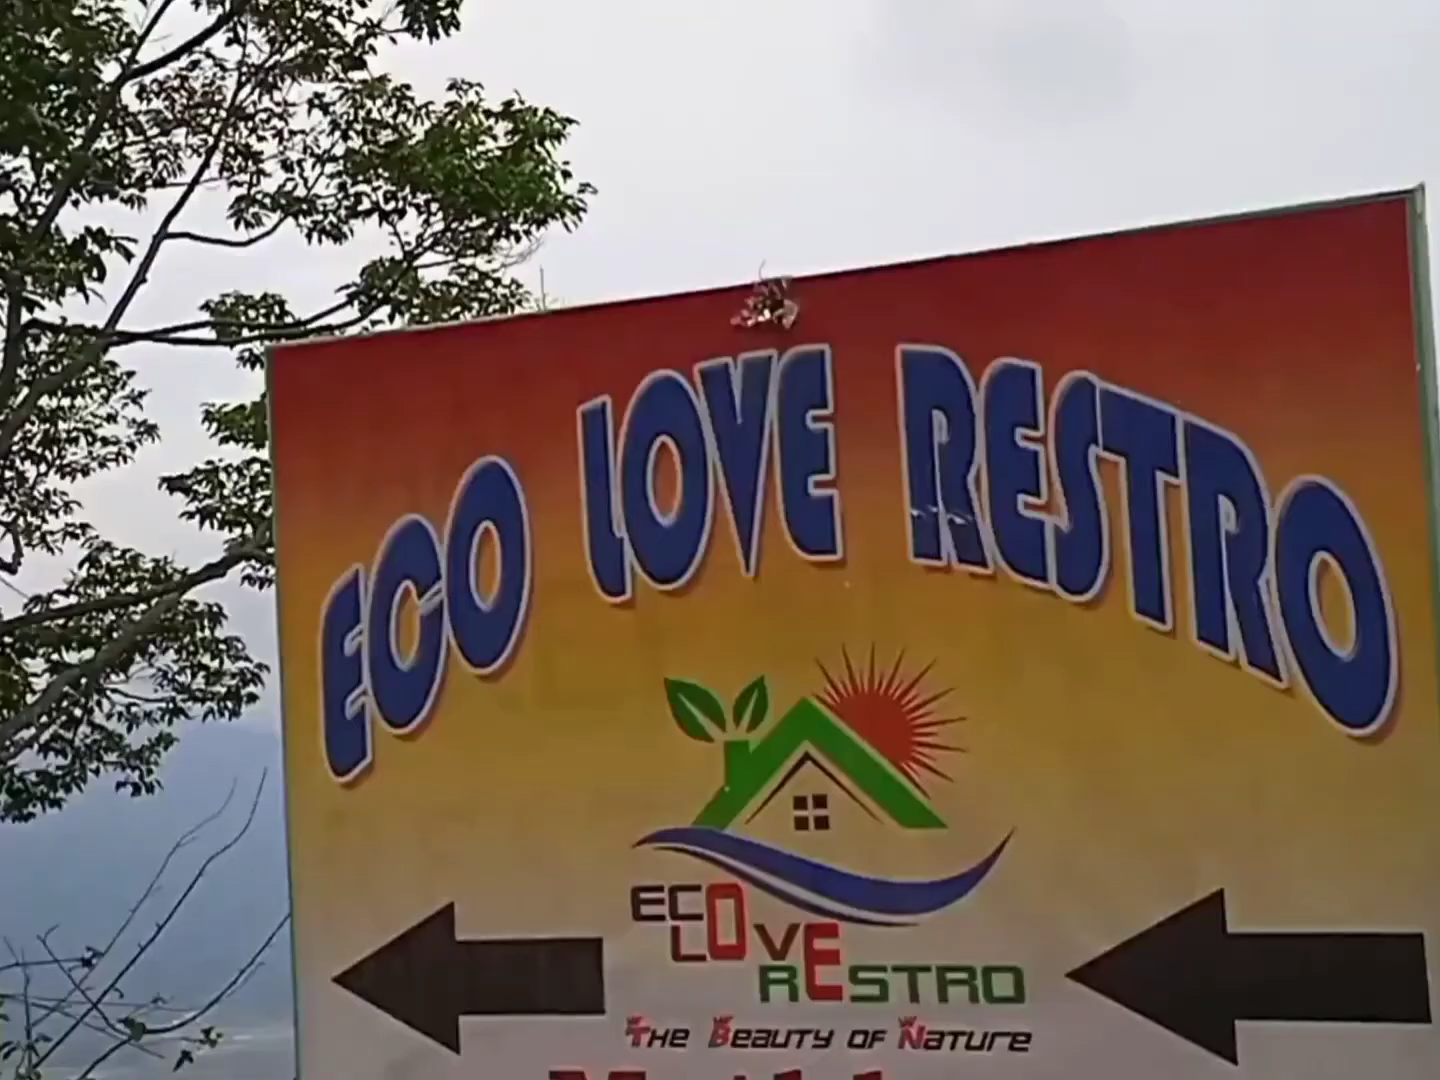 ECO LOVE RESTRO
ECO
LOVE
RESTRO
The Beauty of Nature